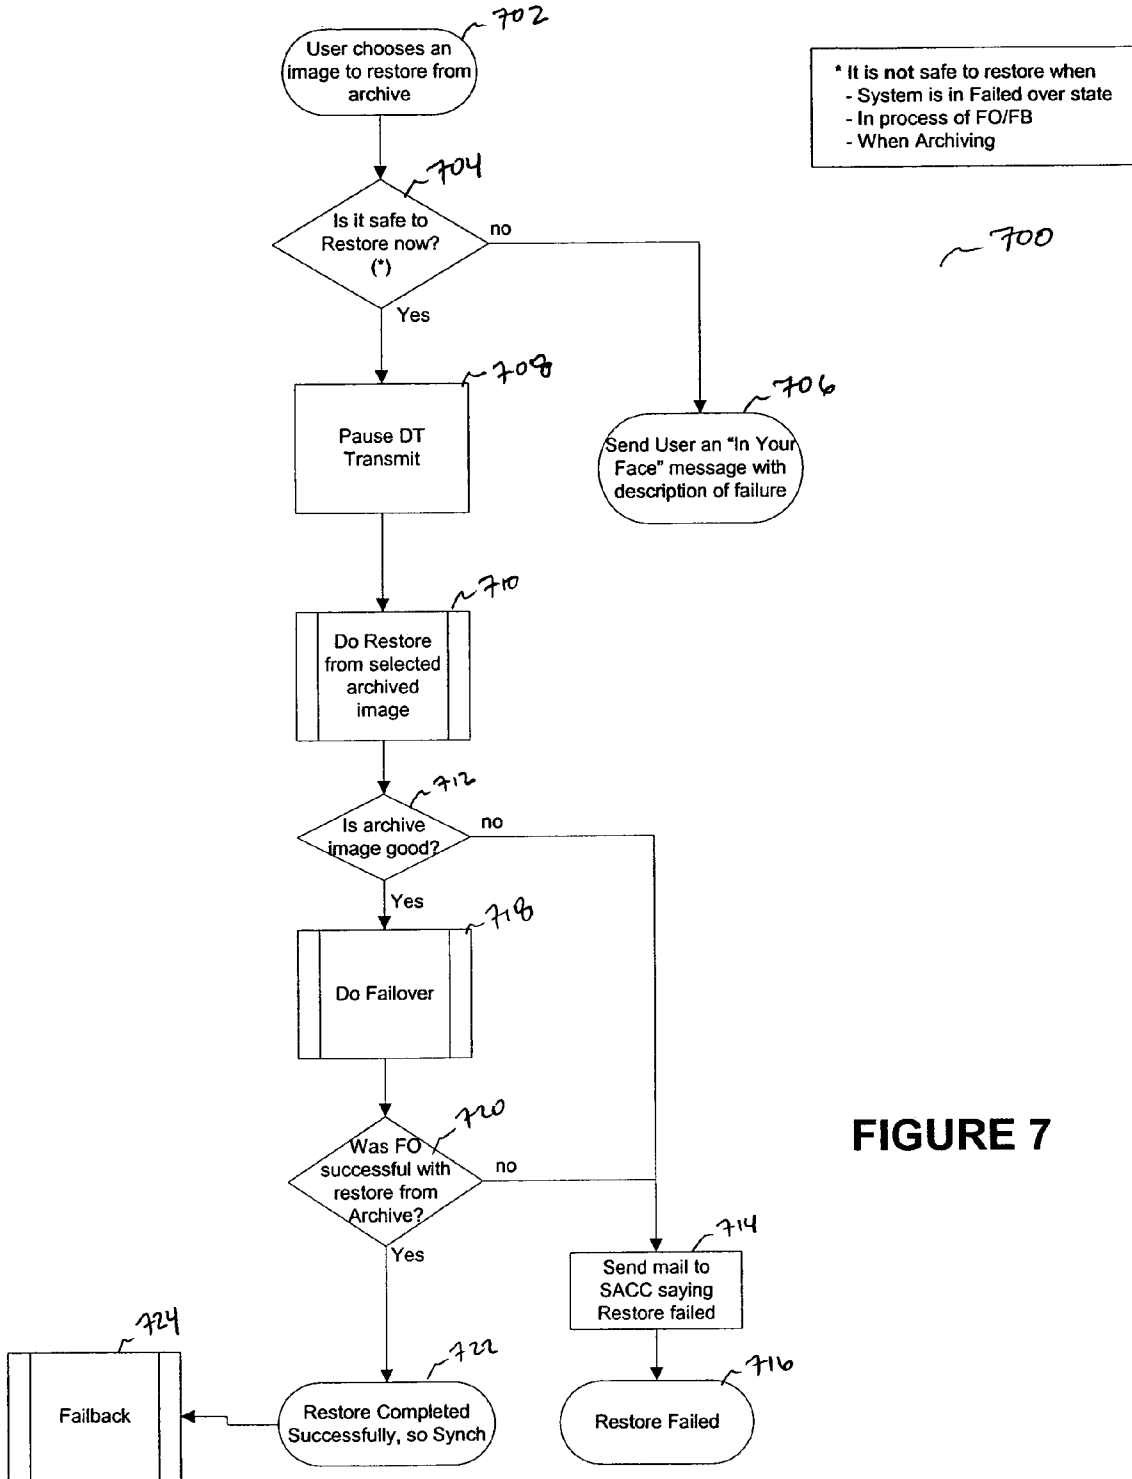 702
User chooses an
image to restore from
archive
* It is not safe to restore when
- System is in Failed over state
- In process of FO/FB
- When Archiving
704
Is it safe to
Restore now?
(*)
no
Yes
700
708
Pause DT
Transmit
706
Send User an "In Your
Face" message with
description of failure
710
Do Restore
from selected
archived
image
712
Is archive
image good?
no
Yes
718
Do Failover
720
Was FO
successful with
restore from
Archive?
no
Yes
FIGURE 7
714
Send mail to
SACC saying
Restore failed
724
Failback
722
Restore Completed
Successfully, so Synch
716
Restore Failed